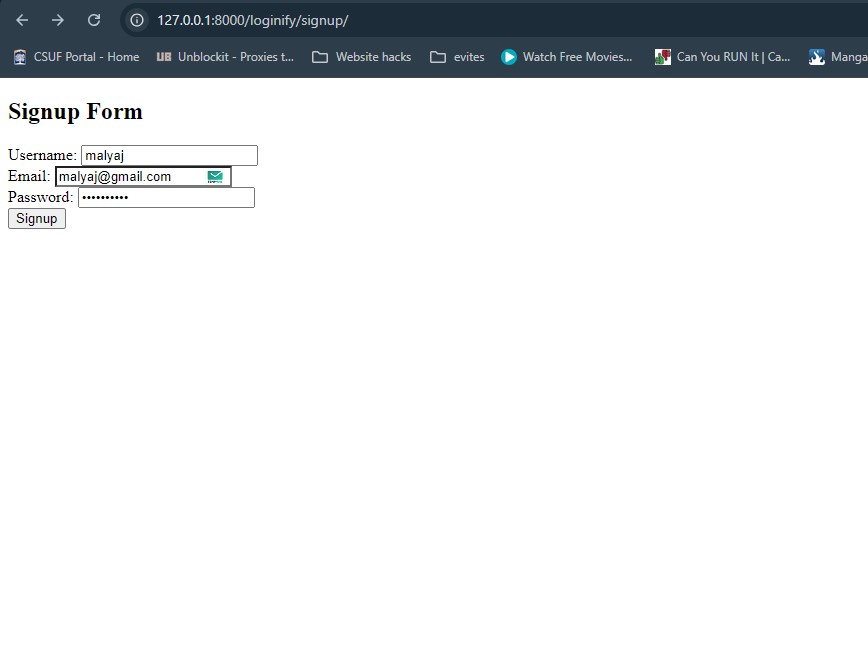 127.0.0.1:8000/loginify/signup/
CSUF Portal - Home UB Unblockit - Proxies t... Website hacks evites Watch Free Movies... Can You RUN It | Ca... Manga
Signup Form
Username: malyaj
Email: malyaj@gmail.com
Password: ••••••••••
Signup